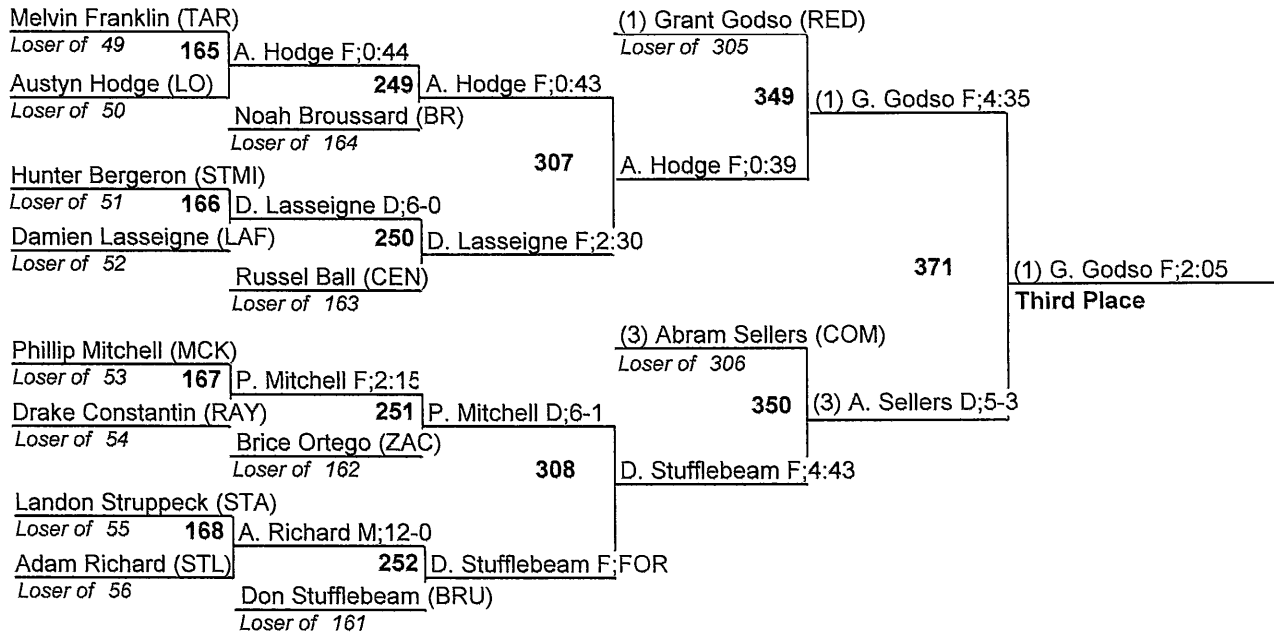 Melvin Franklin (TAR)
Loser of 49
165
A. Hodge F;0:44
Austyn Hodge (LO)
Loser of 50
249
A. Hodge F;0:43
Noah Broussard (BR)
Loser of 164
307
A. Hodge F;0:39
Hunter Bergeron (STMI)
Loser of 51
166
D. Lasseigne D;6-0
Damien Lasseigne (LAF)
Loser of 52
250
D. Lasseigne F;2:30
Russel Ball (CEN)
Loser of 163
(1) Grant Godso (RED)
Loser of 305
349
(1) G. Godso F;4:35
371
(1) G. Godso F;2:05
Third Place
Phillip Mitchell (MCK)
Loser of 53
167
P. Mitchell F;2:15
Drake Constantin (RAY)
Loser of 54
251
P. Mitchell D;6-1
Brice Ortego (ZAC)
Loser of 162
308
D. Stufflebeam F;4:43
Landon Struppeck (STA)
Loser of 55
168
A. Richard M;12-0
Adam Richard (STL)
Loser of 56
252
D. Stufflebeam F;FOR
Don Stufflebeam (BRU)
Loser of 161
(3) Abram Sellers (COM)
Loser of 306
350
(3) A. Sellers D;5-3